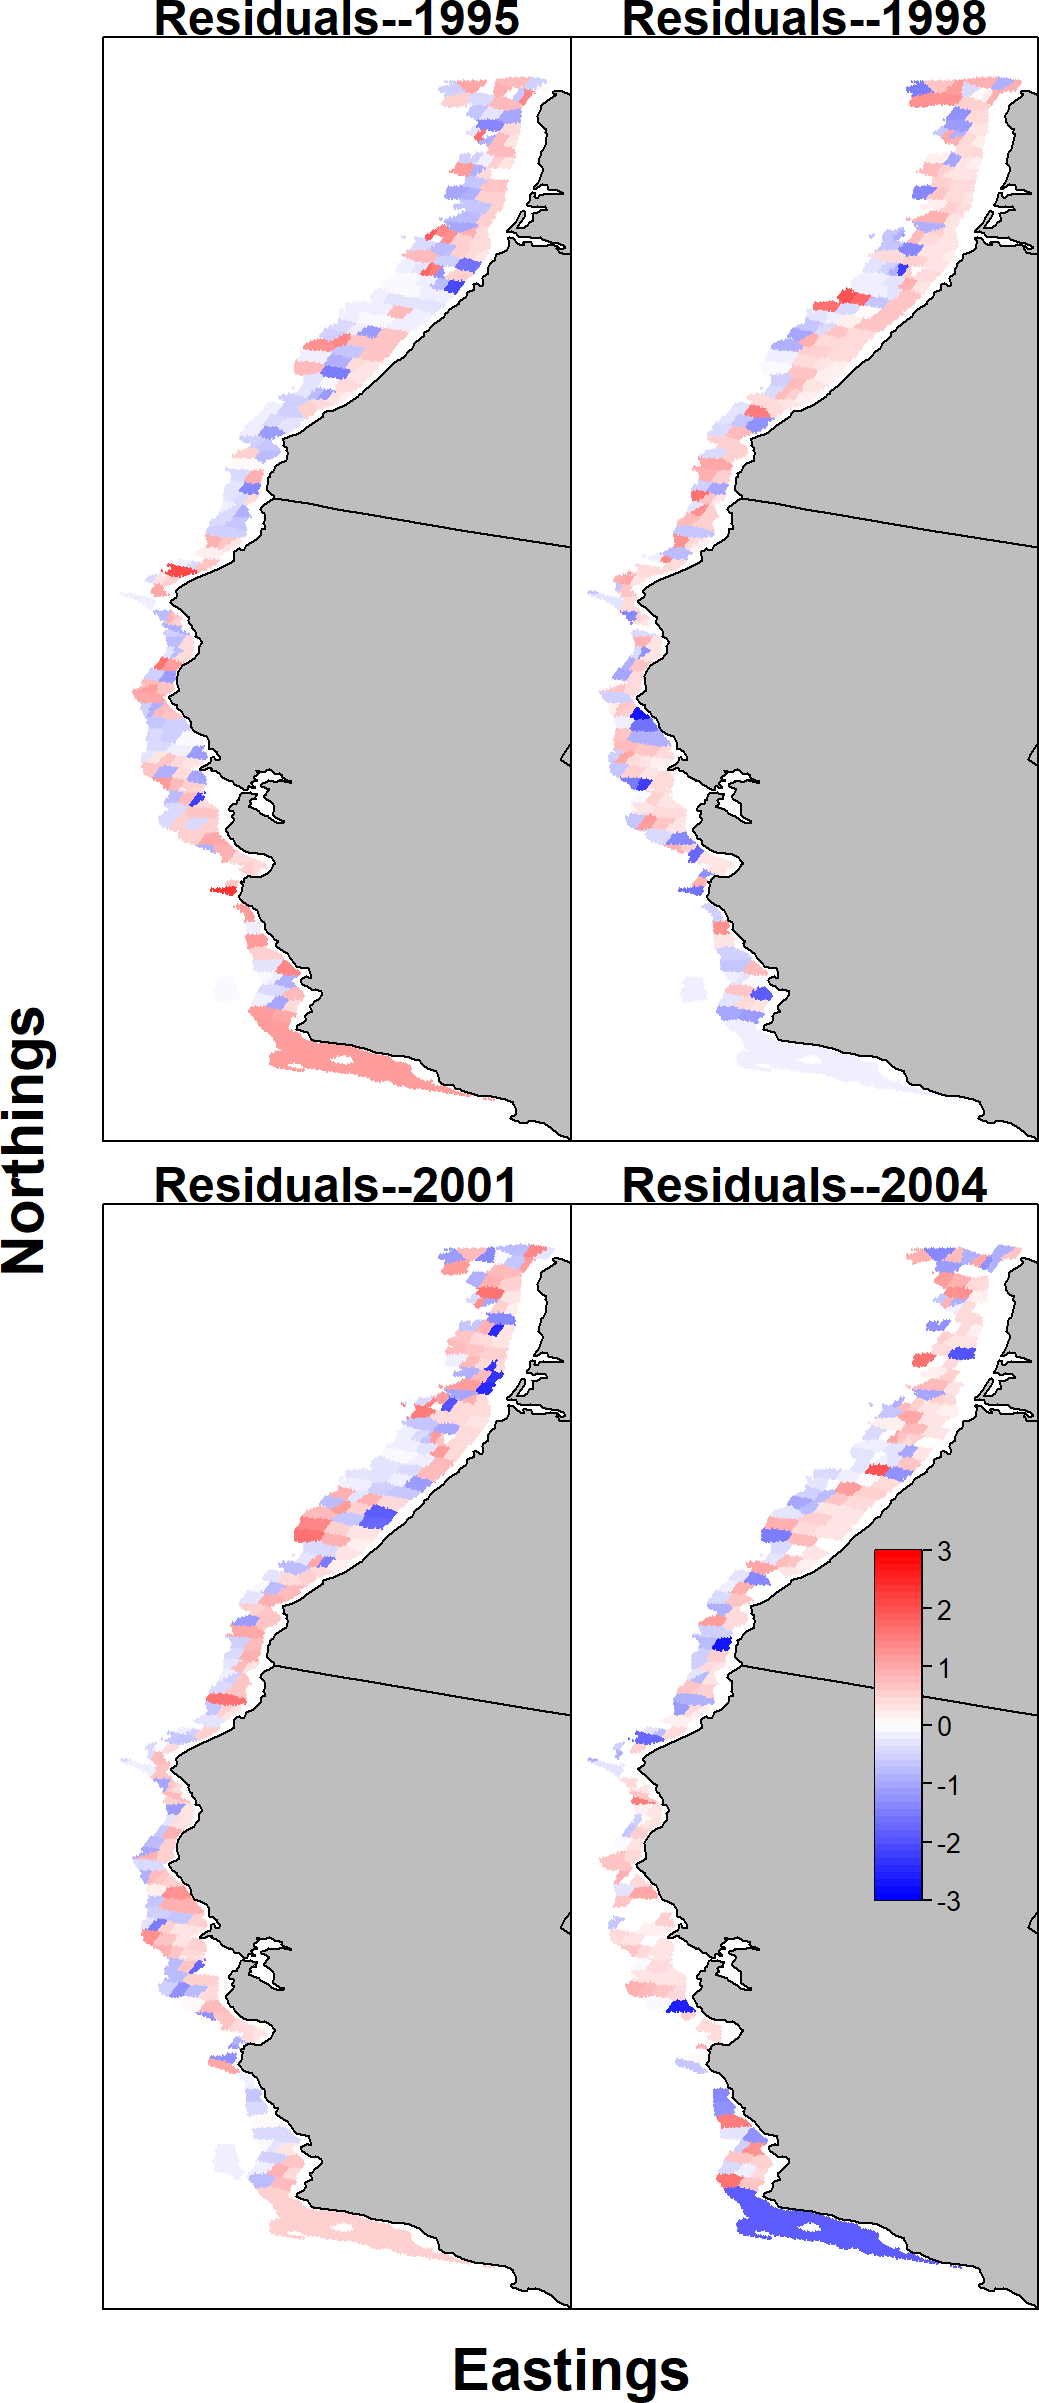 Residuals--1995
Residuals--1998
Northings
Residuals--2001
Residuals--2004
3
2
1
0
-1
-2
-3
Eastings